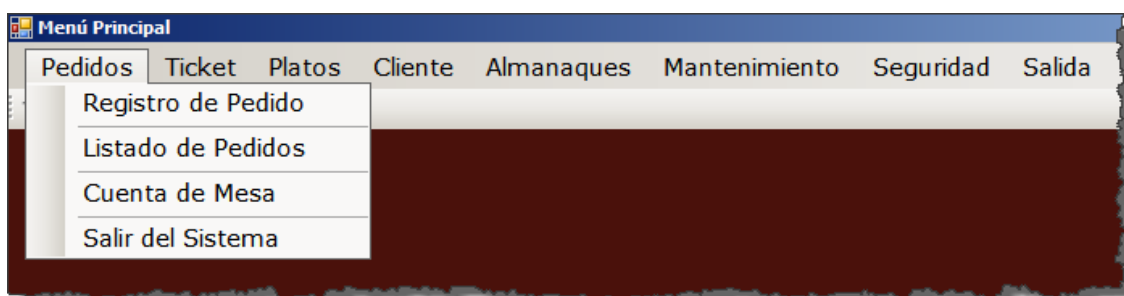 Menú Principal
Pedidos Ticket Platos Cliente Almanaques Mantenimiento Seguridad Salida
Registro de Pedido
Listado de Pedidos
Cuenta de Mesa
Salir del Sistema